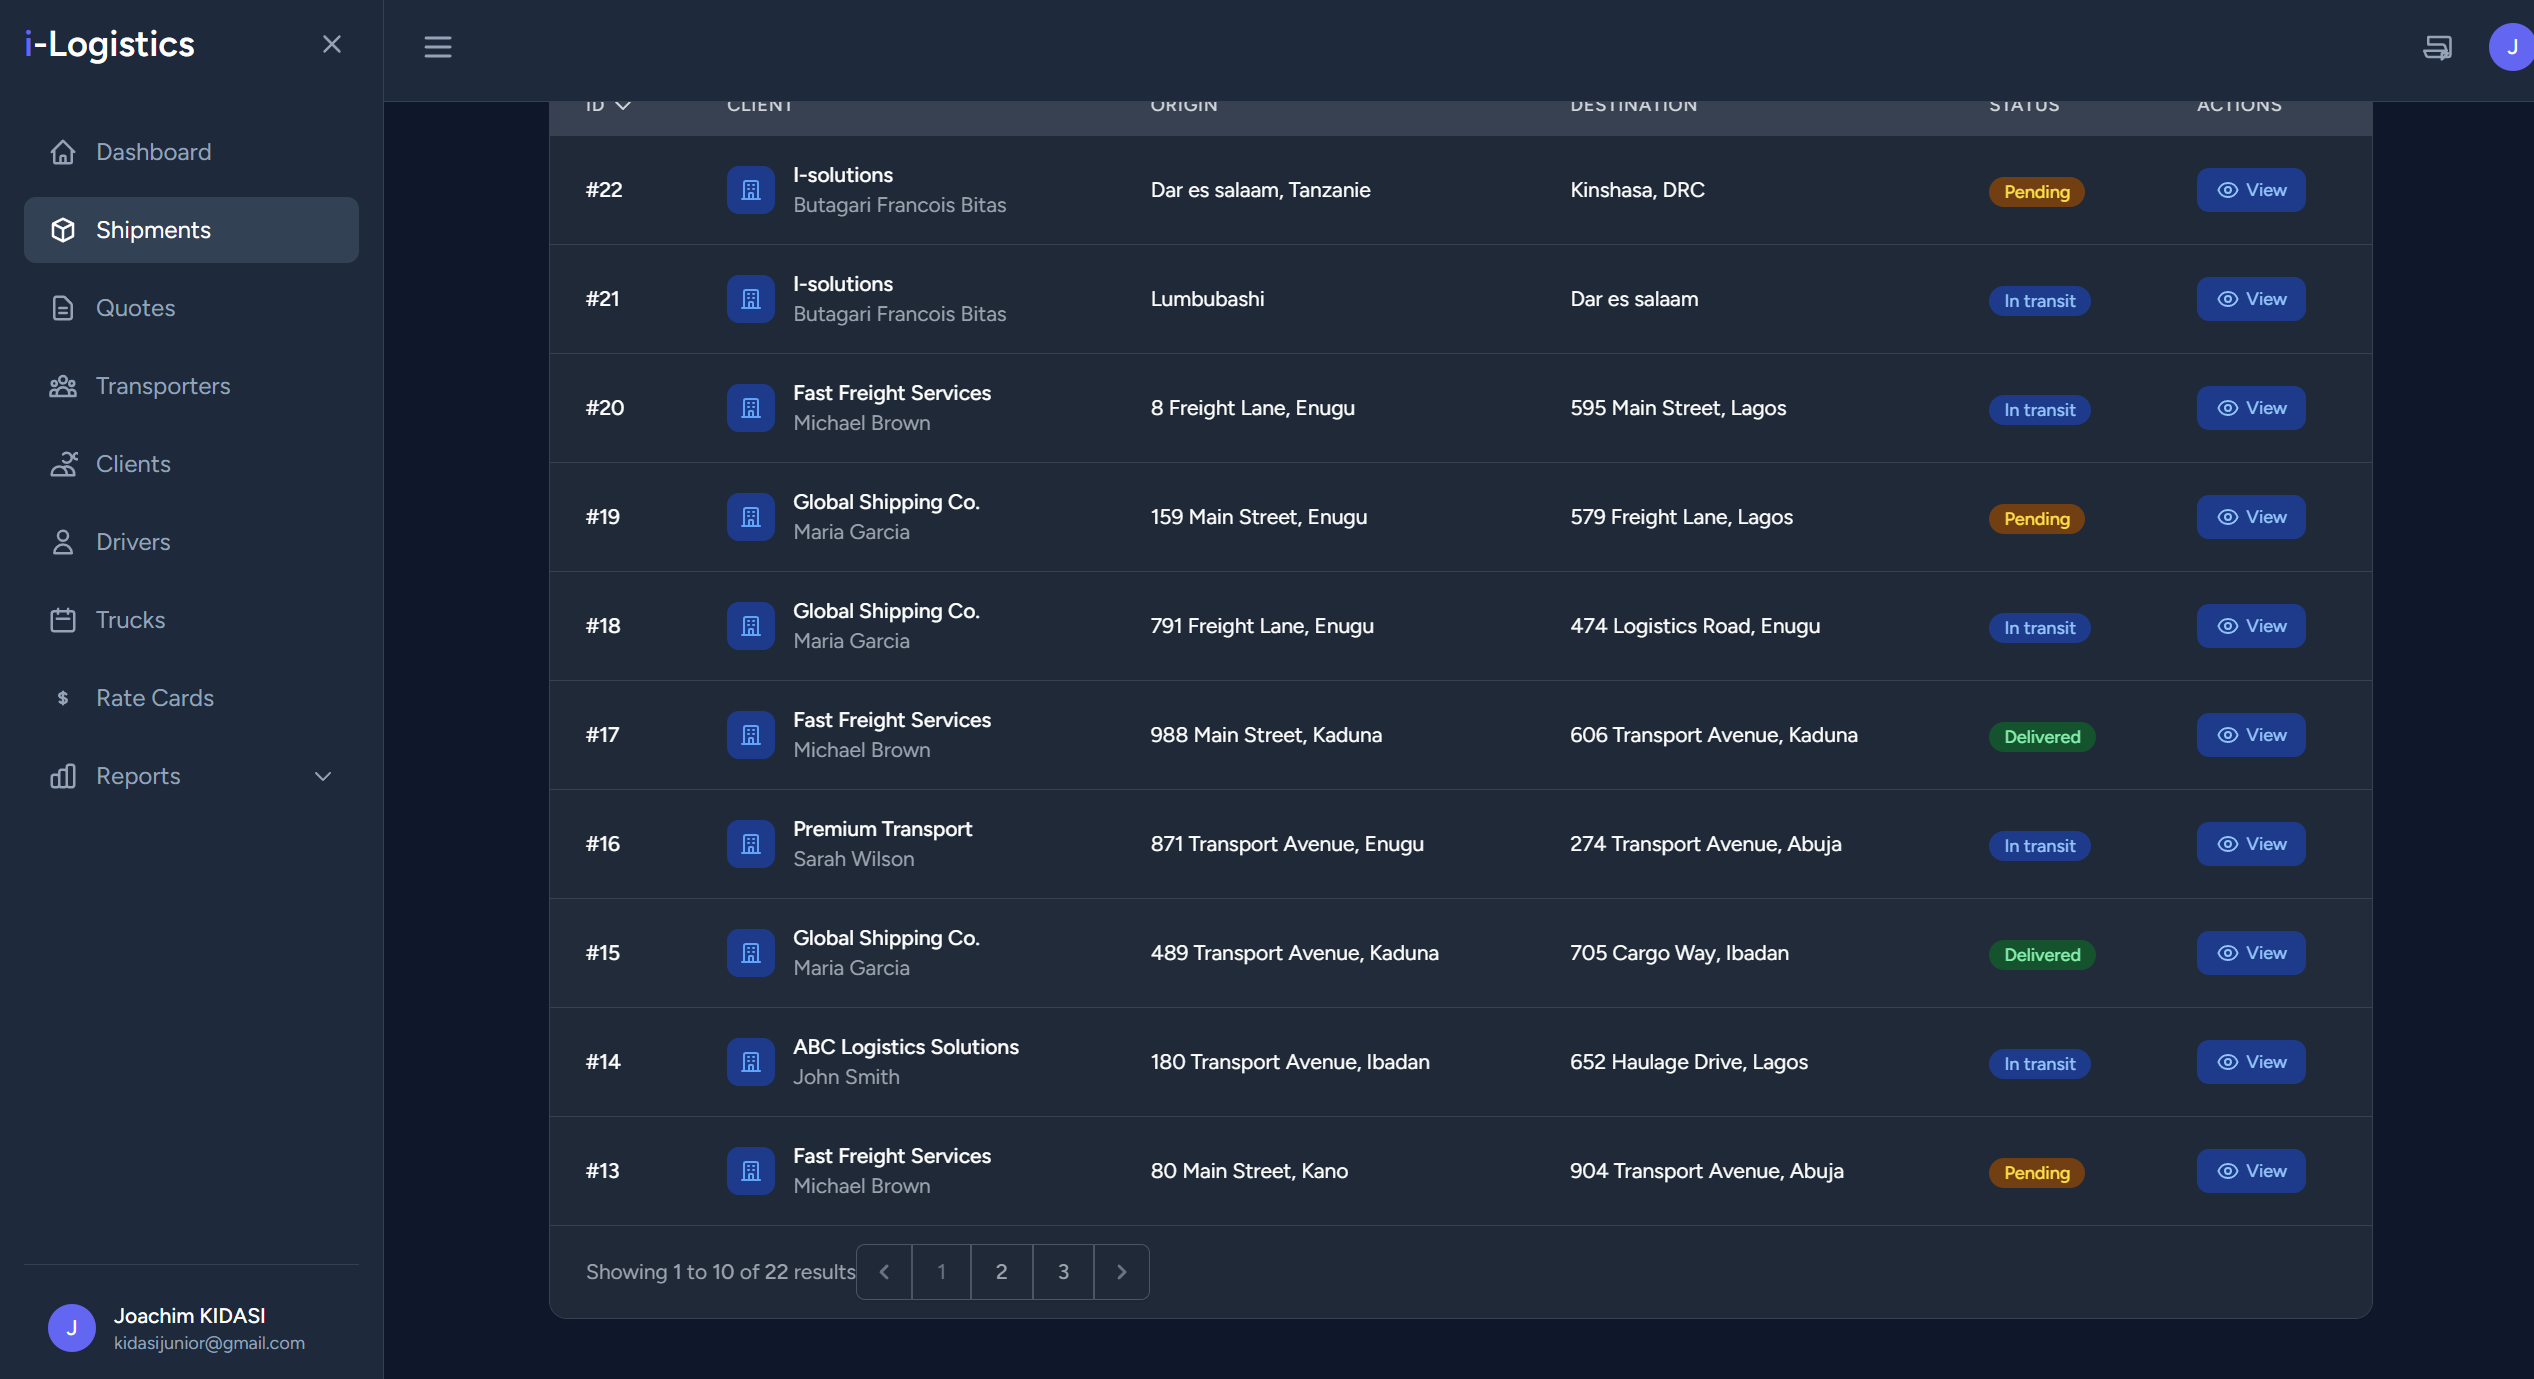 i-Logistics
Dashboard
Shipments
Quotes
Transporters
Clients
Drivers
Trucks
$ Rate Cards
Reports
Joachim KIDASI
J
kidasijunior@gmail.com
J
ID CLIENT ORIGIN DESTINATION STATUS ACTIONS
#22 I-solutions Dar es salaam, Tanzanie Kinshasa, DRC Pending View
Butagari Francois Bitas
#21 I-solutions Lumbubashi Dar es salaam In transit View
Butagari Francois Bitas
#20 Fast Freight Services 8 Freight Lane, Enugu 595 Main Street, Lagos In transit View
Michael Brown
#19 Global Shipping Co. 159 Main Street, Enugu 579 Freight Lane, Lagos Pending View
Maria Garcia
#18 Global Shipping Co. 791 Freight Lane, Enugu 474 Logistics Road, Enugu In transit View
Maria Garcia
#17 Fast Freight Services 988 Main Street, Kaduna 606 Transport Avenue, Kaduna Delivered View
Michael Brown
#16 Premium Transport 871 Transport Avenue, Enugu 274 Transport Avenue, Abuja In transit View
Sarah Wilson
#15 Global Shipping Co. 489 Transport Avenue, Kaduna 705 Cargo Way, Ibadan Delivered View
Maria Garcia
#14 ABC Logistics Solutions 180 Transport Avenue, Ibadan 652 Haulage Drive, Lagos In transit View
John Smith
#13 Fast Freight Services 80 Main Street, Kano 904 Transport Avenue, Abuja Pending View
Michael Brown
Showing 1 to 10 of 22 results 1 2 3